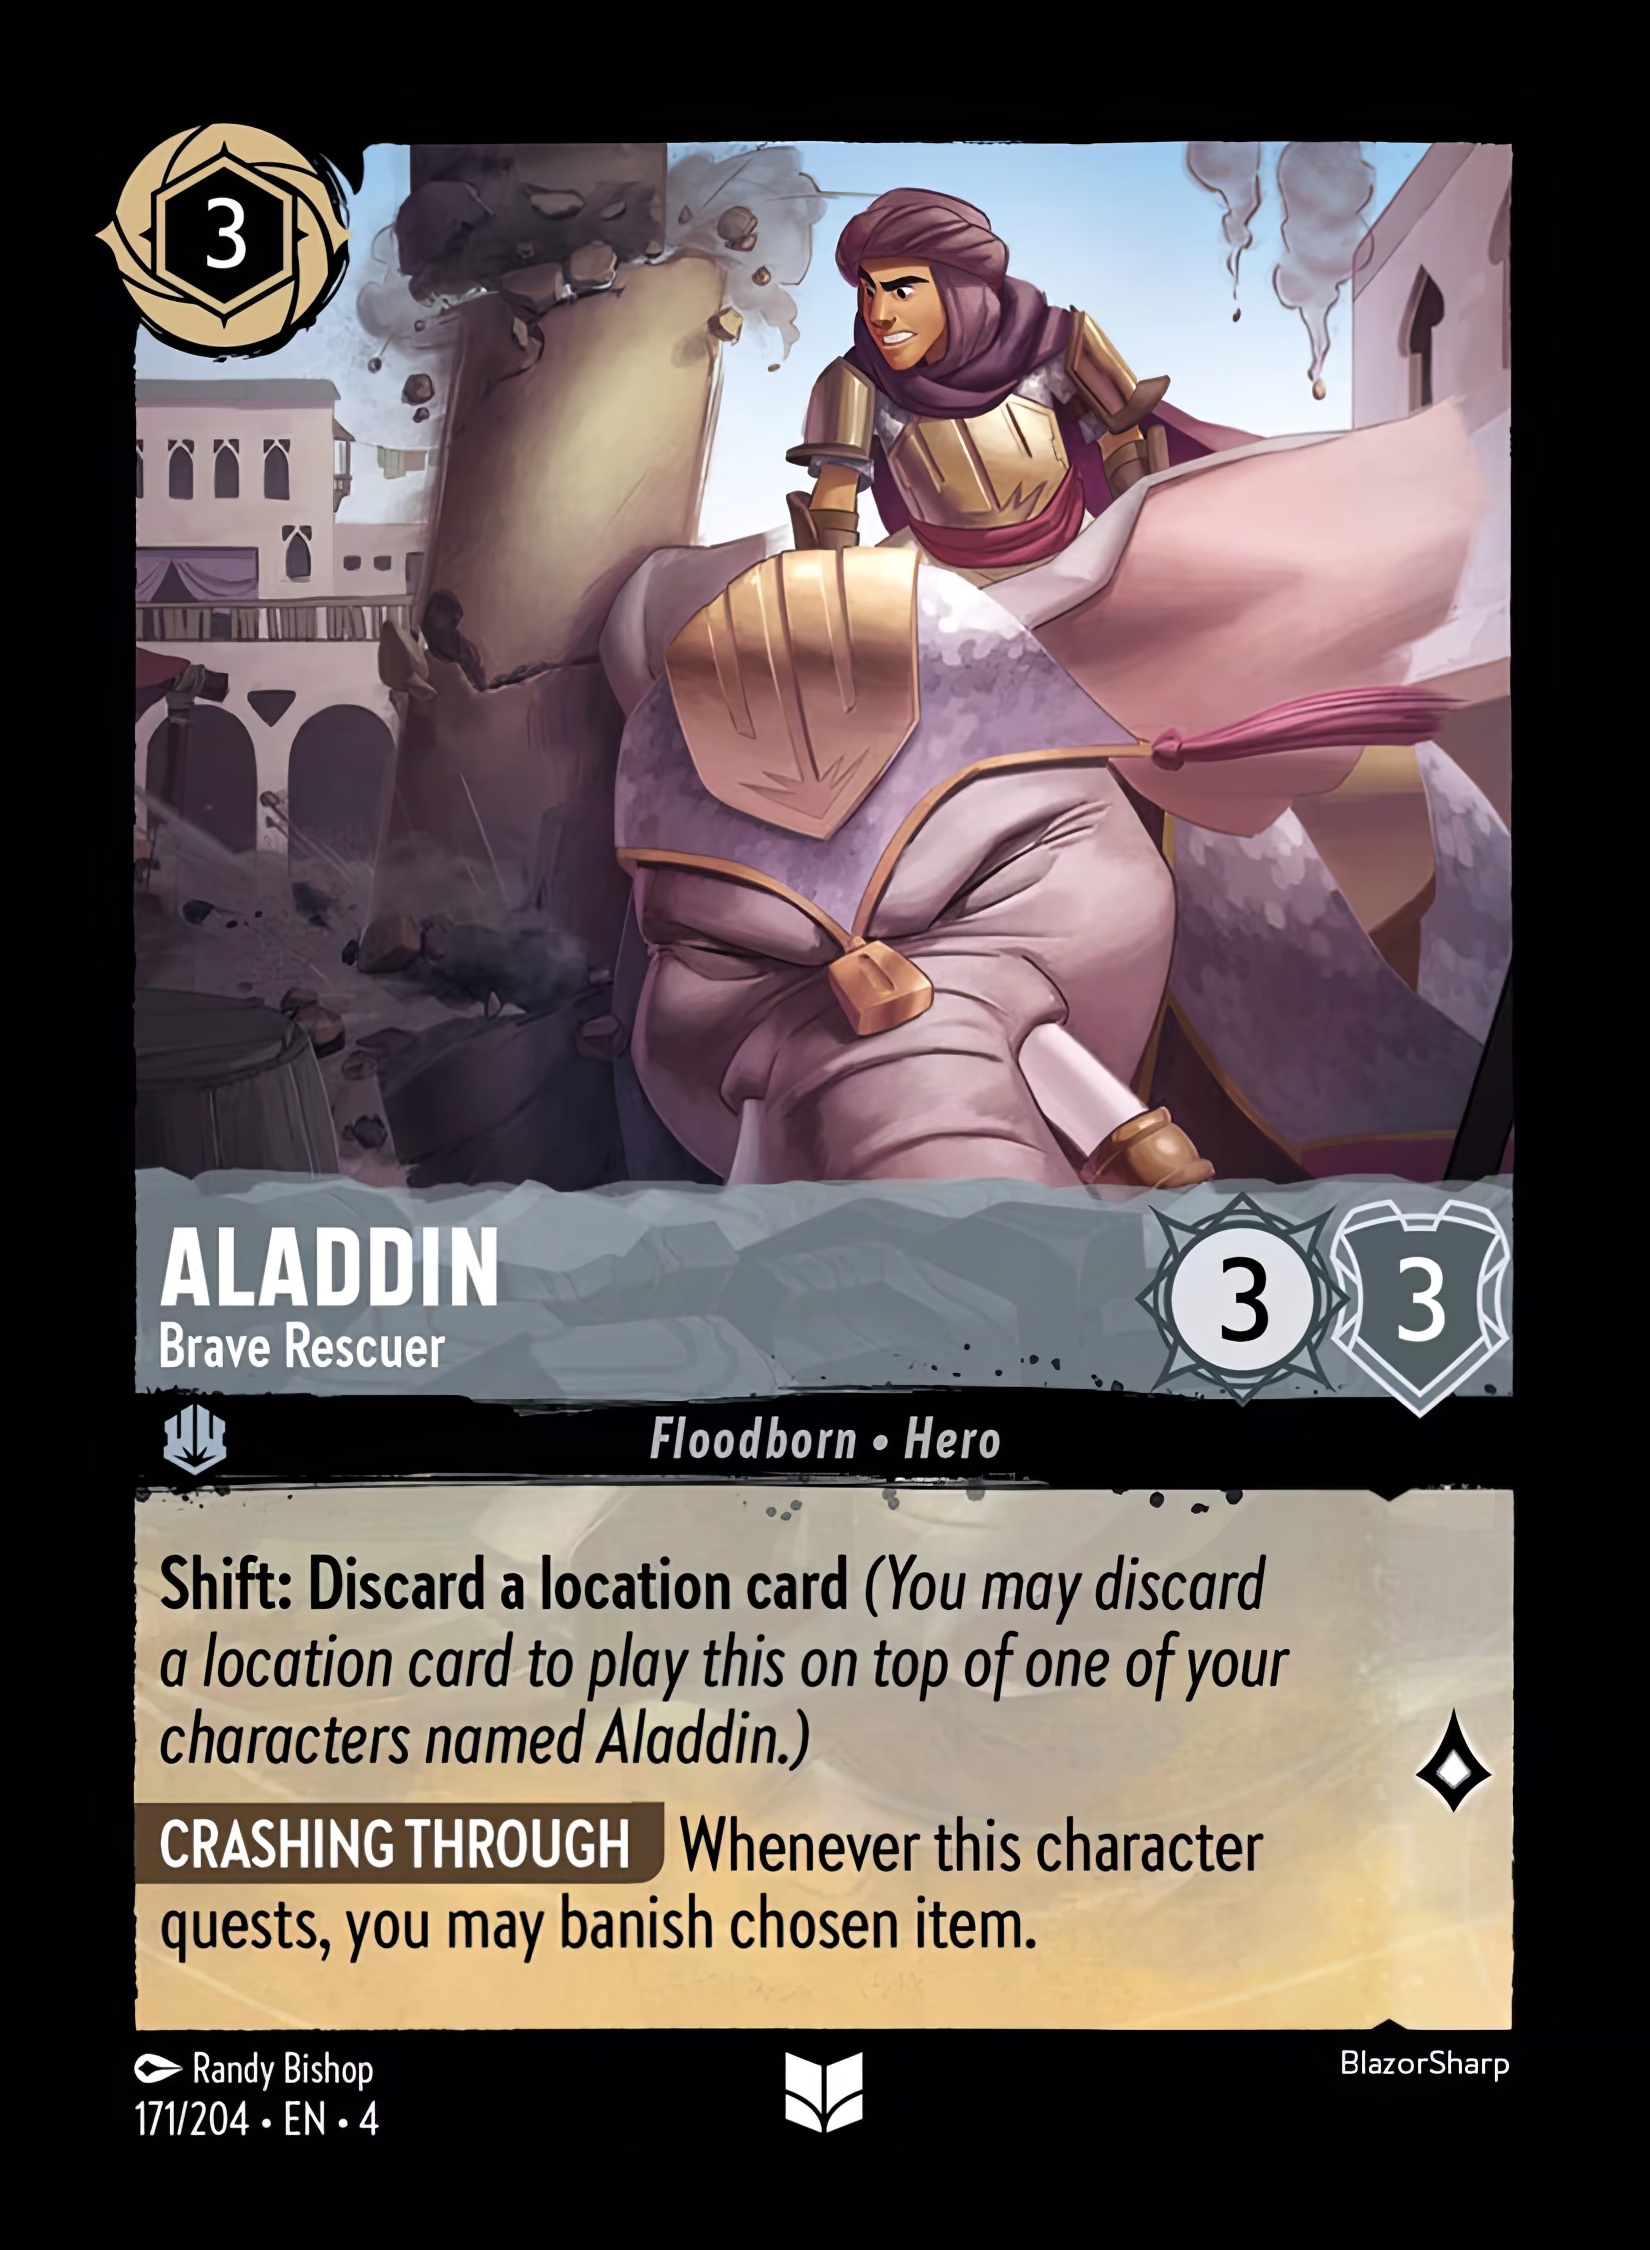 3
ALADDIN
Brave Rescuer
3 3
Floodborn • Hero
Shift: Discard a location card (You may discard
a location card to play this on top of one of your
characters named Aladdin.)
CRASHING THROUGH Whenever this character
quests, you may banish chosen item.
Randy Bishop
BlazorSharp
171/204 • EN • 4